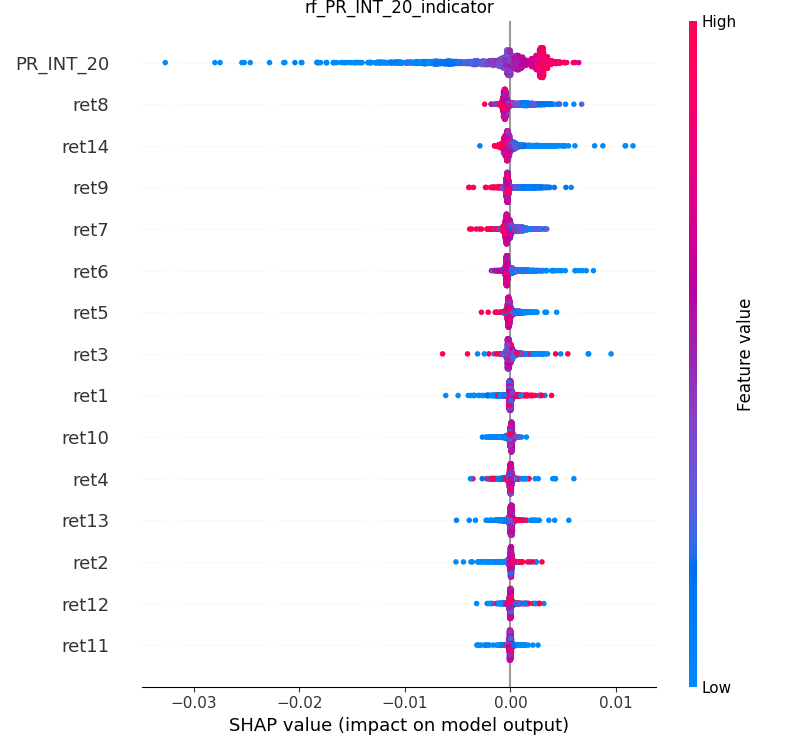 rf_PR_INT_20_indicator
High
PR_INT_20
ret8
ret14
ret9
ret7
ret6
ret5
ret3
ret1
ret10
ret4
ret13
ret2
ret12
ret11
Feature value
Low
−0.03 −0.02 −0.01 0.00 0.01
SHAP value (impact on model output)